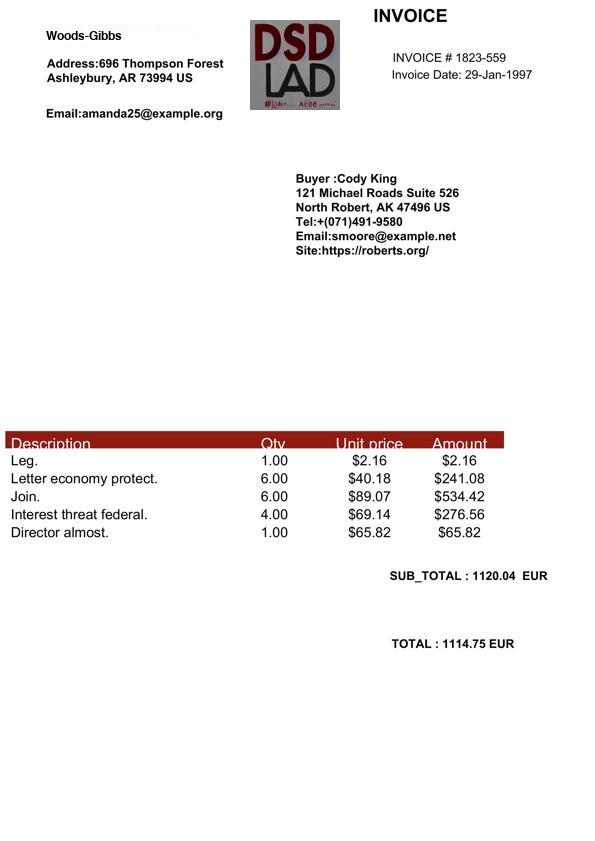 INVOICE
Woods-Gibbs
INVOICE # 1823-559
Address:696 Thompson Forest
Ashleybury, AR 73994 US
Invoice Date: 29-Jan-1997
Email:amanda25@example.org
DSD
LAD
Buyer :Cody King
121 Michael Roads Suite 526
North Robert, AK 47496 US
Tel:+(071)491-9580
Email:smoore@example.net
Site:https://roberts.org/
Description Qty Unit price Amount
Leg. 1.00 $2.16 $2.16
Letter economy protect. 6.00 $40.18 $241.08
Join. 6.00 $89.07 $534.42
Interest threat federal. 4.00 $69.14 $276.56
Director almost. 1.00 $65.82 $65.82
SUB_TOTAL : 1120.04 EUR
TOTAL : 1114.75 EUR